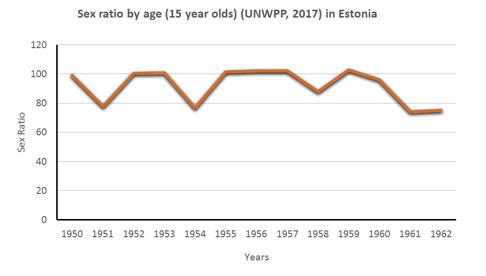 Sex ratio by age (15 year olds) (UNWPP, 2017) in Estonia
120
100
80
60
40
20
0
Sex Ratio
1950 1951 1952 1953 1954 1955 1956 1957 1958 1959 1960 1961 1962
Years